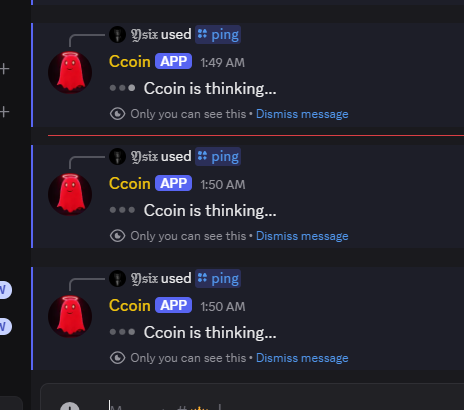 𝖄𝖘𝖎𝖝 used ping
Ccoin APP 1:49 AM
Ccoin is thinking...
Only you can see this • Dismiss message
𝖄𝖘𝖎𝖝 used ping
Ccoin APP 1:50 AM
Ccoin is thinking...
Only you can see this • Dismiss message
𝖄𝖘𝖎𝖝 used ping
Ccoin APP 1:50 AM
Ccoin is thinking...
Only you can see this • Dismiss message
W
W